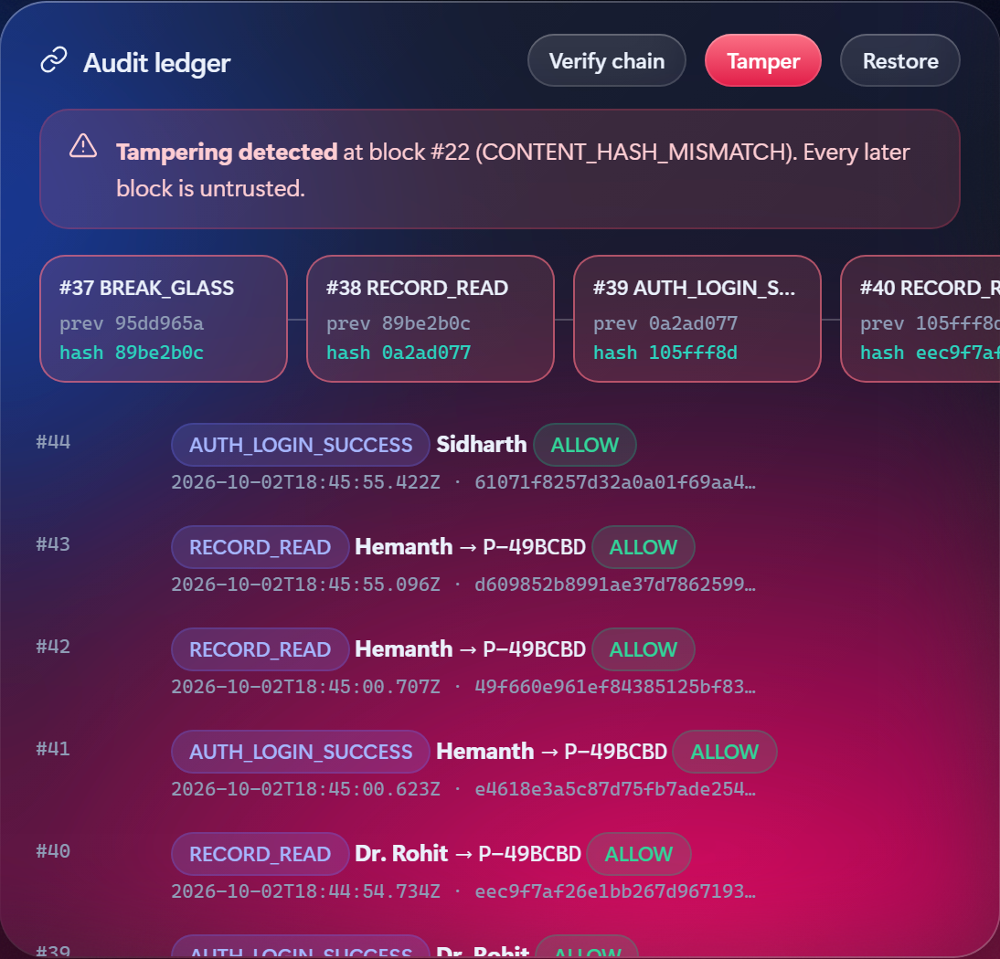 Audit ledger
Verify chain
Tamper
Restore
Tampering detected at block #22 (CONTENT_HASH_MISMATCH). Every later
block is untrusted.
#37 BREAK_GLASS
prev 95dd965a
hash 89be2b0c
#38 RECORD_READ
prev 89be2b0c
hash 0a2ad077
#39 AUTH_LOGIN_S...
prev 0a2ad077
hash 105fff8d
#40 RECORD_R
prev 105fff8d
hash eec9f7af
#44 AUTH_LOGIN_SUCCESS Sidharth ALLOW
2026-10-02T18:45:55.422Z · 61071f8257d32a0a01f69aa4…
#43 RECORD_READ Hemanth → P-49BCBD ALLOW
2026-10-02T18:45:55.096Z · d609852b8991ae37d7862599…
#42 RECORD_READ Hemanth → P-49BCBD ALLOW
2026-10-02T18:45:00.707Z · 49f660e961ef84385125bf83…
#41 AUTH_LOGIN_SUCCESS Hemanth → P-49BCBD ALLOW
2026-10-02T18:45:00.623Z · e4618e3a5c87d75fb7ade254…
#40 RECORD_READ Dr. Rohit → P-49BCBD ALLOW
2026-10-02T18:44:54.734Z · eec9f7af26e1bb267d967193…
#39 AUTH_LOGIN_SUCCESS Dr. Rohit ALLOW